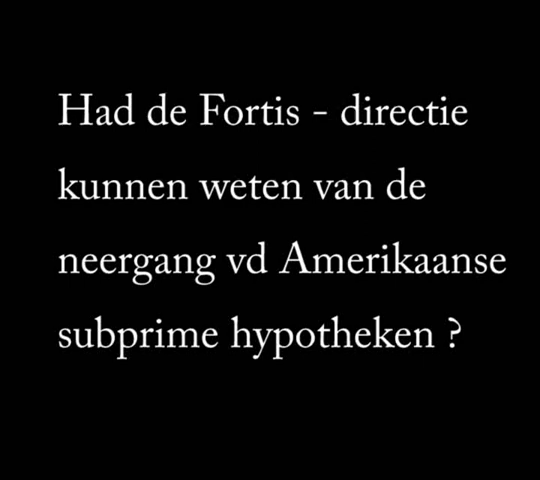 Had de Fortis - directie
kunnen weten van de
neergang vd Amerikaanse
subprime hypotheken ?